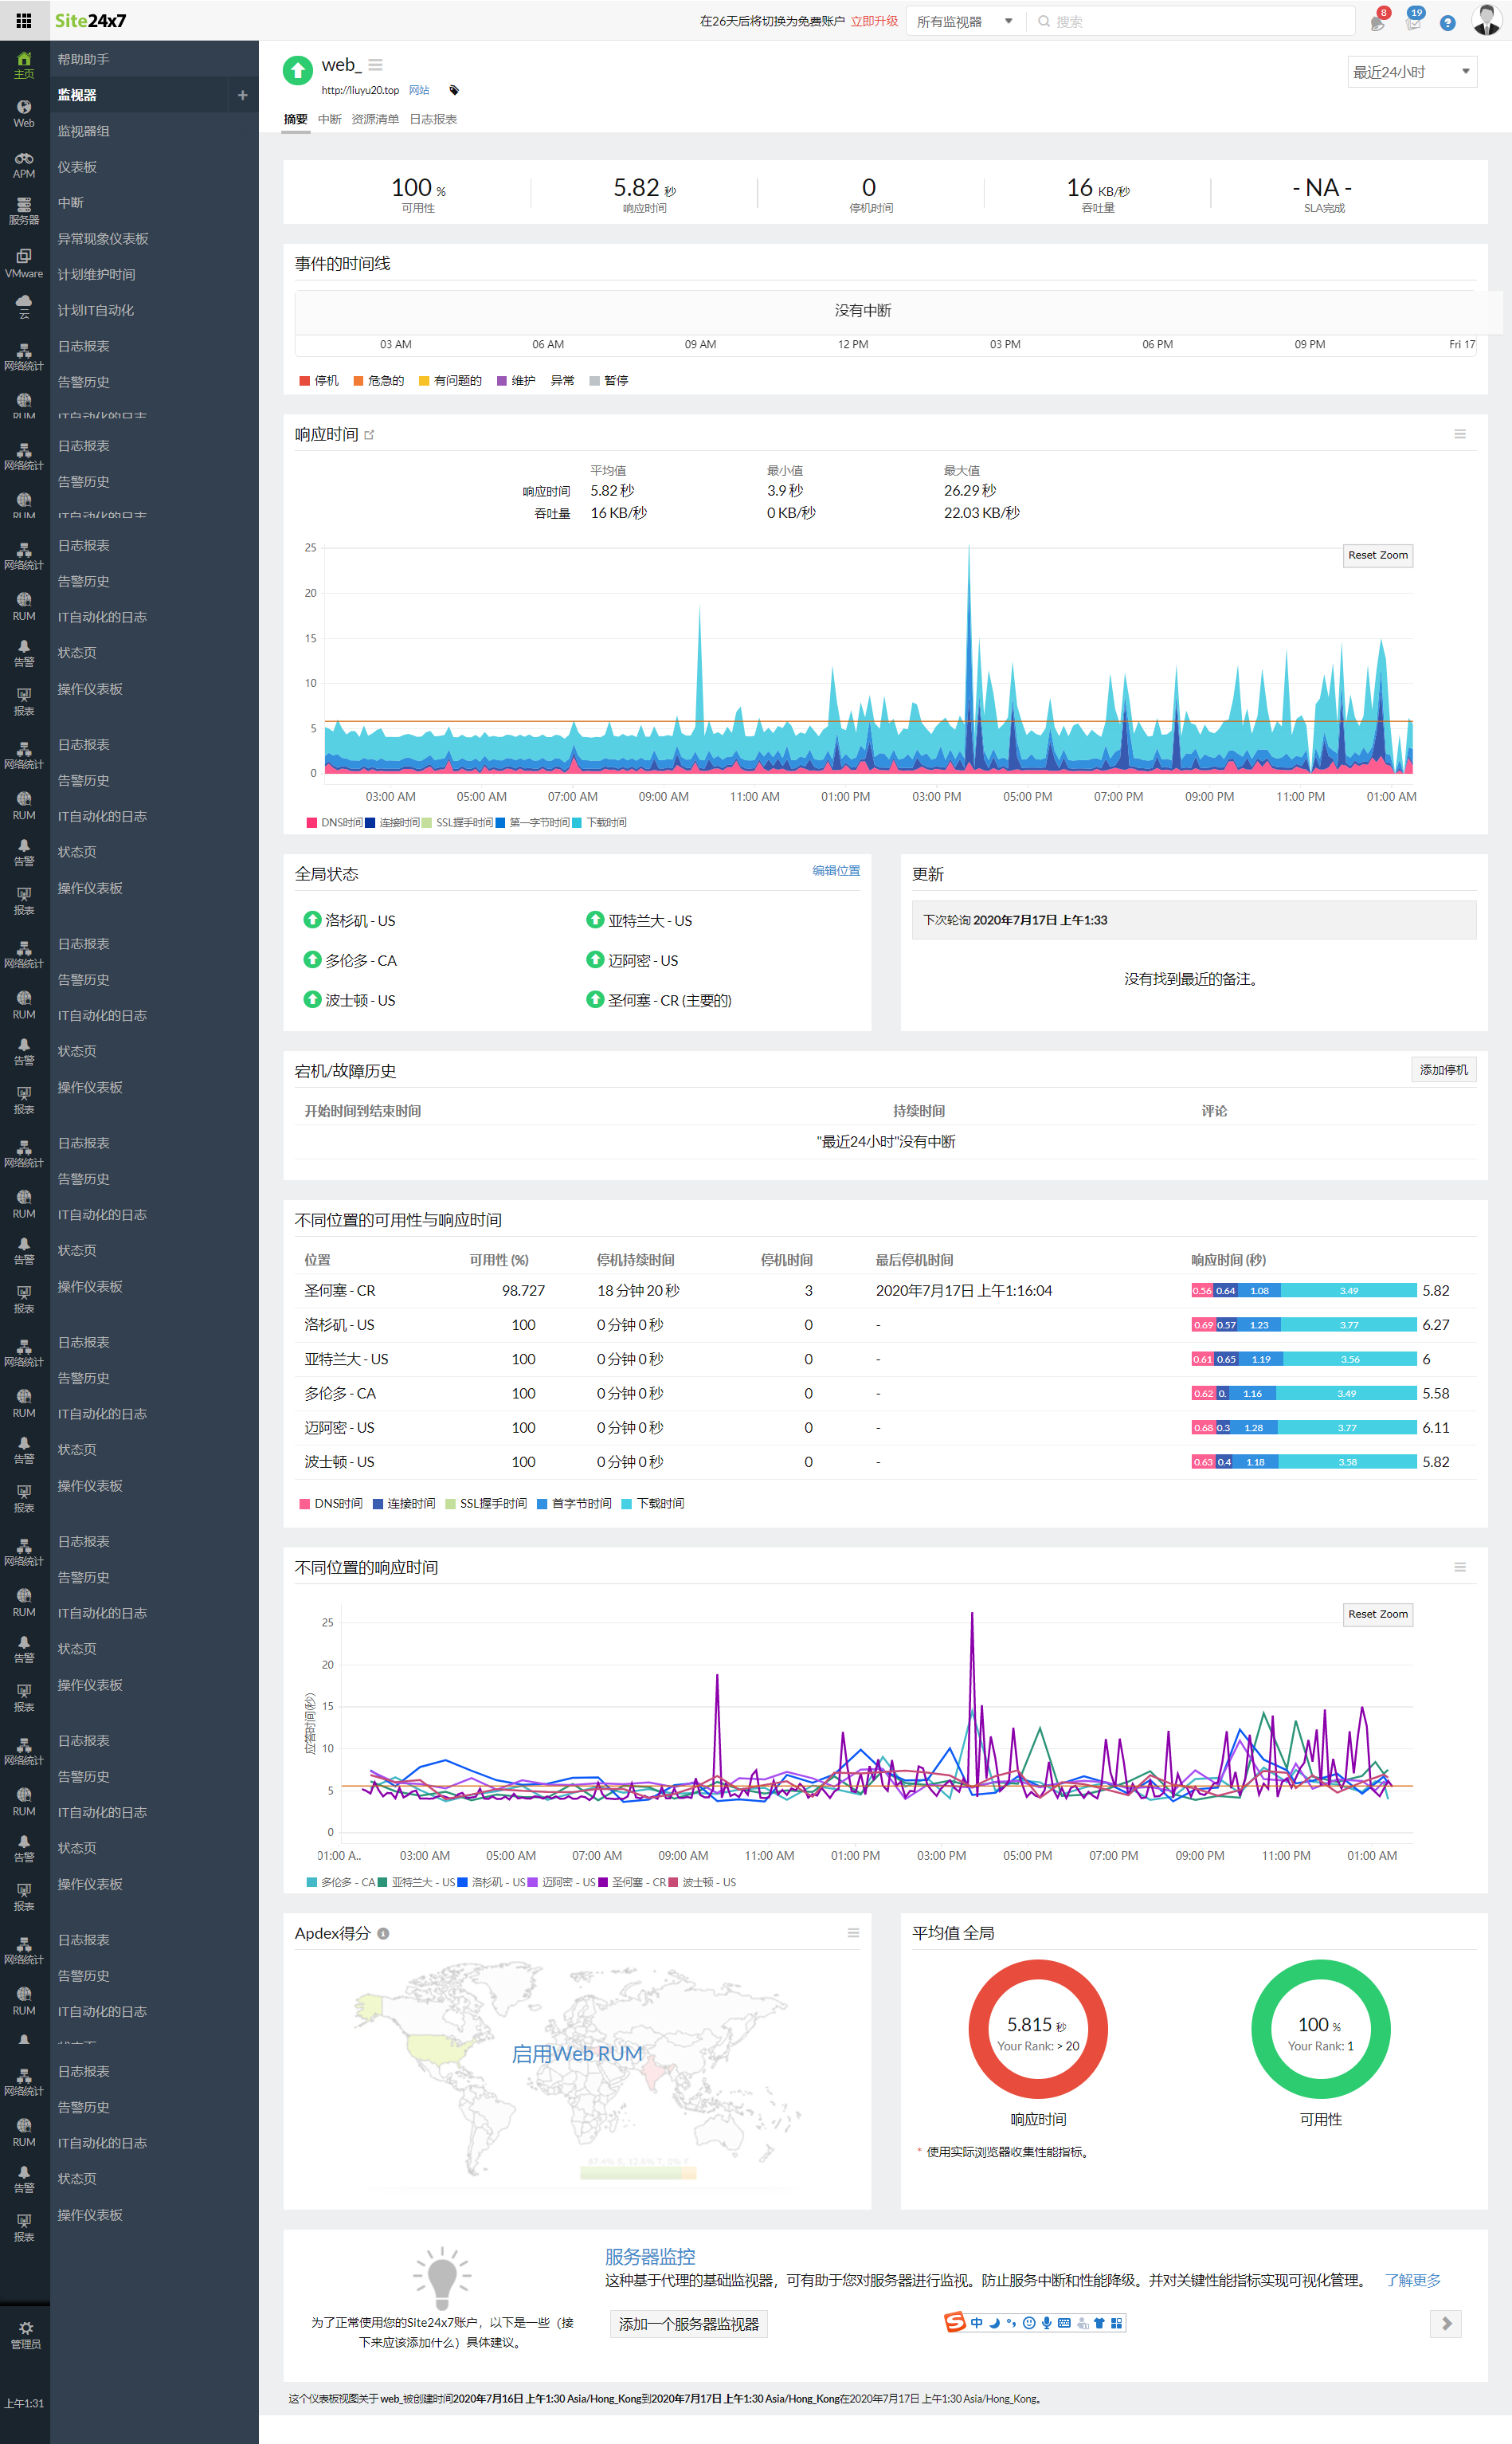 Site24x7
在26天后将切换为免费账户 立即升级
所有监视器
搜索
8
19
主页
Web
APM
服务器
VMware
云
网络统计
RUM
网络统计
RUM
网络统计
RUM
告警
报表
网络统计
RUM
告警
报表
网络统计
RUM
告警
报表
网络统计
RUM
告警
报表
网络统计
RUM
告警
报表
网络统计
RUM
告警
报表
网络统计
RUM
告警
报表
网络统计
RUM
网络统计
RUM
告警
报表
管理员
上午1:31
帮助助手
监视器 +
监视器组
仪表板
中断
异常现象仪表板
计划维护时间
计划IT自动化
日志报表
告警历史
IT自动化的日志
日志报表
告警历史
IT自动化的日志
日志报表
告警历史
IT自动化的日志
状态页
操作仪表板
日志报表
告警历史
IT自动化的日志
状态页
操作仪表板
日志报表
告警历史
IT自动化的日志
状态页
操作仪表板
日志报表
告警历史
IT自动化的日志
状态页
操作仪表板
日志报表
告警历史
IT自动化的日志
状态页
操作仪表板
日志报表
告警历史
IT自动化的日志
状态页
操作仪表板
日志报表
告警历史
IT自动化的日志
状态页
操作仪表板
日志报表
告警历史
IT自动化的日志
日志报表
告警历史
IT自动化的日志
状态页
操作仪表板
web_
http://liuyu20.top 网站
最近24小时
摘要 中断 资源清单 日志报表
100 % 5.82 秒 0 16 KB/秒 - NA -
可用性 响应时间 停机时间 吞吐量 SLA完成
事件的时间线
没有中断
03 AM 06 AM 09 AM 12 PM 03 PM 06 PM 09 PM Fri 17
停机 危急的 有问题的 维护 异常 暂停
响应时间
平均值 最小值 最大值
响应时间 5.82 秒 3.9 秒 26.29 秒
吞吐量 16 KB/秒 0 KB/秒 22.03 KB/秒
Reset Zoom
25
20
15
10
5
0
03:00 AM 05:00 AM 07:00 AM 09:00 AM 11:00 AM 01:00 PM 03:00 PM 05:00 PM 07:00 PM 09:00 PM 11:00 PM 01:00 AM
DNS时间 连接时间 SSL握手时间 第一字节时间 下载时间
全局状态 编辑位置
洛杉矶 - US 亚特兰大 - US
多伦多 - CA 迈阿密 - US
波士顿 - US 圣何塞 - CR (主要的)
更新
下次轮询 2020年7月17日 上午1:33
没有找到最近的备注。
宕机/故障历史 添加停机
开始时间到结束时间 持续时间 评论
"最近24小时"没有中断
不同位置的可用性与响应时间
位置 可用性 (%) 停机持续时间 停机时间 最后停机时间 响应时间 (秒)
圣何塞 - CR 98.727 18 分钟 20 秒 3 2020年7月17日 上午1:16:04 0.56 0.64 1.08 3.49 5.82
洛杉矶 - US 100 0 分钟 0 秒 0 - 0.69 0.57 1.23 3.77 6.27
亚特兰大 - US 100 0 分钟 0 秒 0 - 0.61 0.65 1.19 3.56 6
多伦多 - CA 100 0 分钟 0 秒 0 - 0.62 0. 1.16 3.49 5.58
迈阿密 - US 100 0 分钟 0 秒 0 - 0.68 0.3 1.28 3.77 6.11
波士顿 - US 100 0 分钟 0 秒 0 - 0.63 0.4 1.18 3.58 5.82
DNS时间 连接时间 SSL握手时间 首字节时间 下载时间
不同位置的响应时间
Reset Zoom
应答时间(秒)
25
20
15
10
5
0
01:00 A.. 03:00 AM 05:00 AM 07:00 AM 09:00 AM 11:00 AM 01:00 PM 03:00 PM 05:00 PM 07:00 PM 09:00 PM 11:00 PM 01:00 AM
多伦多 - CA 亚特兰大 - US 洛杉矶 - US 迈阿密 - US 圣何塞 - CR 波士顿 - US
Apdex得分
启用Web RUM
平均值 全局
5.815 秒 100 %
Your Rank: > 20 Your Rank: 1
响应时间 可用性
* 使用实际浏览器收集性能指标。
为了正常使用您的Site24x7账户，以下是一些（接
下来应该添加什么）具体建议。
服务器监控
这种基于代理的基础监视器，可有助于您对服务器进行监视。防止服务中断和性能降级。并对关键性能指标实现可视化管理。 了解更多
添加一个服务器监视器
中
这个仪表板视图关于 web_被创建时间2020年7月16日 上午1:30 Asia/Hong_Kong到2020年7月17日 上午1:30 Asia/Hong_Kong在2020年7月17日 上午1:30 Asia/Hong_Kong。